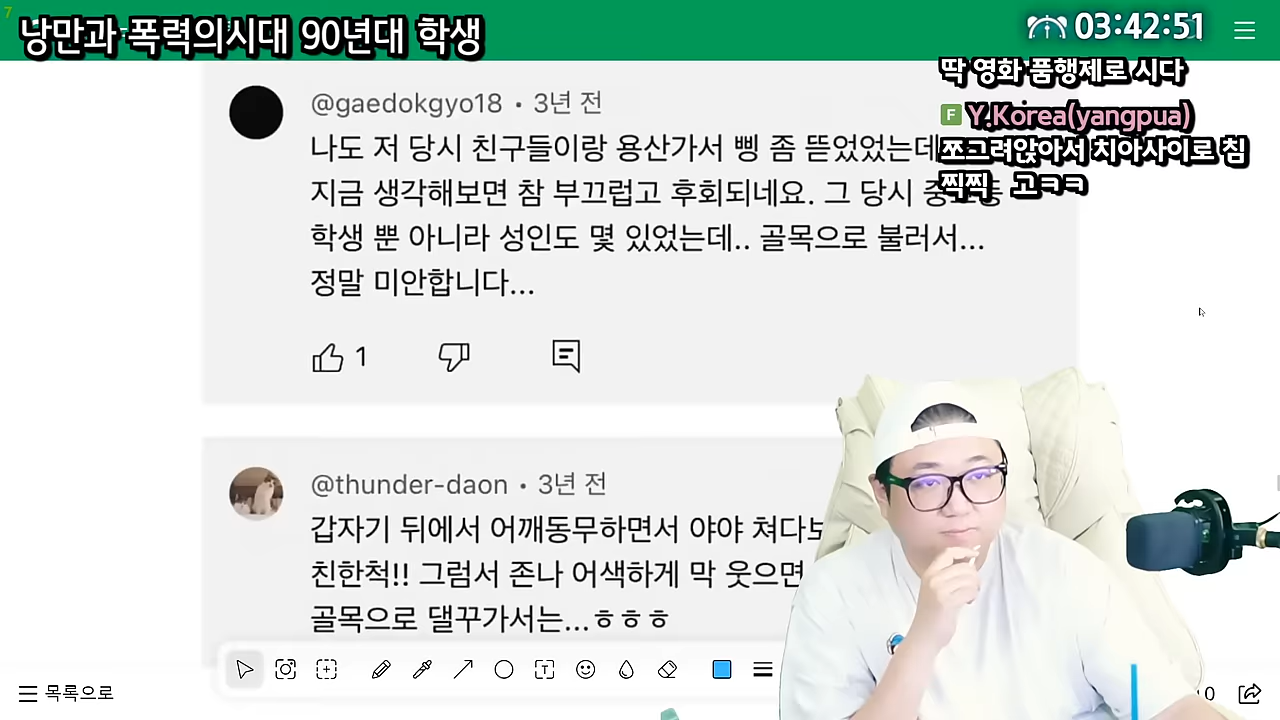 7
낭만과 폭력의시대 90년대 학생
03:42:51
딱 영화 품행제로 시다
F Y.Korea(yangpua)
쪼그려앉아서 치아사이로 침
찍찍 고ㅋㅋ
@gaedokgyo18 • 3년 전
나도 저 당시 친구들이랑 용산가서 삥 좀 뜯었었는데
지금 생각해보면 참 부끄럽고 후회되네요. 그 당시
학생 뿐 아니라 성인도 몇 있었는데.. 골목으로 불러서...
정말 미안합니다...
1
@thunder-daon • 3년 전
갑자기 뒤에서 어깨동무하면서 야야 쳐다보
친한척!! 그럼서 존나 어색하게 막 웃으면
골목으로 댈꾸가서는...ㅎㅎㅎ
T
목록으로